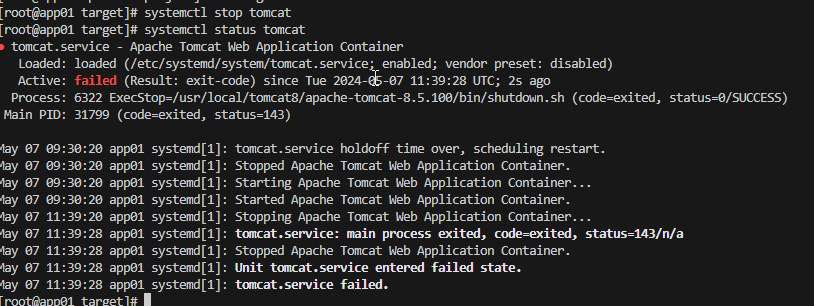 [root@app01 target]# systemctl stop tomcat
[root@app01 target]# systemctl status tomcat
● tomcat.service - Apache Tomcat Web Application Container
   Loaded: loaded (/etc/systemd/system/tomcat.service; enabled; vendor preset: disabled)
   Active: failed (Result: exit-code) since Tue 2024-05-07 11:39:28 UTC; 2s ago
  Process: 6322 ExecStop=/usr/local/tomcat8/apache-tomcat-8.5.100/bin/shutdown.sh (code=exited, status=0/SUCCESS)
 Main PID: 31799 (code=exited, status=143)

May 07 09:30:20 app01 systemd[1]: tomcat.service holdoff time over, scheduling restart.
May 07 09:30:20 app01 systemd[1]: Stopped Apache Tomcat Web Application Container.
May 07 09:30:20 app01 systemd[1]: Starting Apache Tomcat Web Application Container...
May 07 09:30:20 app01 systemd[1]: Started Apache Tomcat Web Application Container.
May 07 11:39:20 app01 systemd[1]: Stopping Apache Tomcat Web Application Container...
May 07 11:39:28 app01 systemd[1]: tomcat.service: main process exited, code=exited, status=143/n/a
May 07 11:39:28 app01 systemd[1]: Stopped Apache Tomcat Web Application Container.
May 07 11:39:28 app01 systemd[1]: Unit tomcat.service entered failed state.
May 07 11:39:28 app01 systemd[1]: tomcat.service failed.
[root@app01 target]#